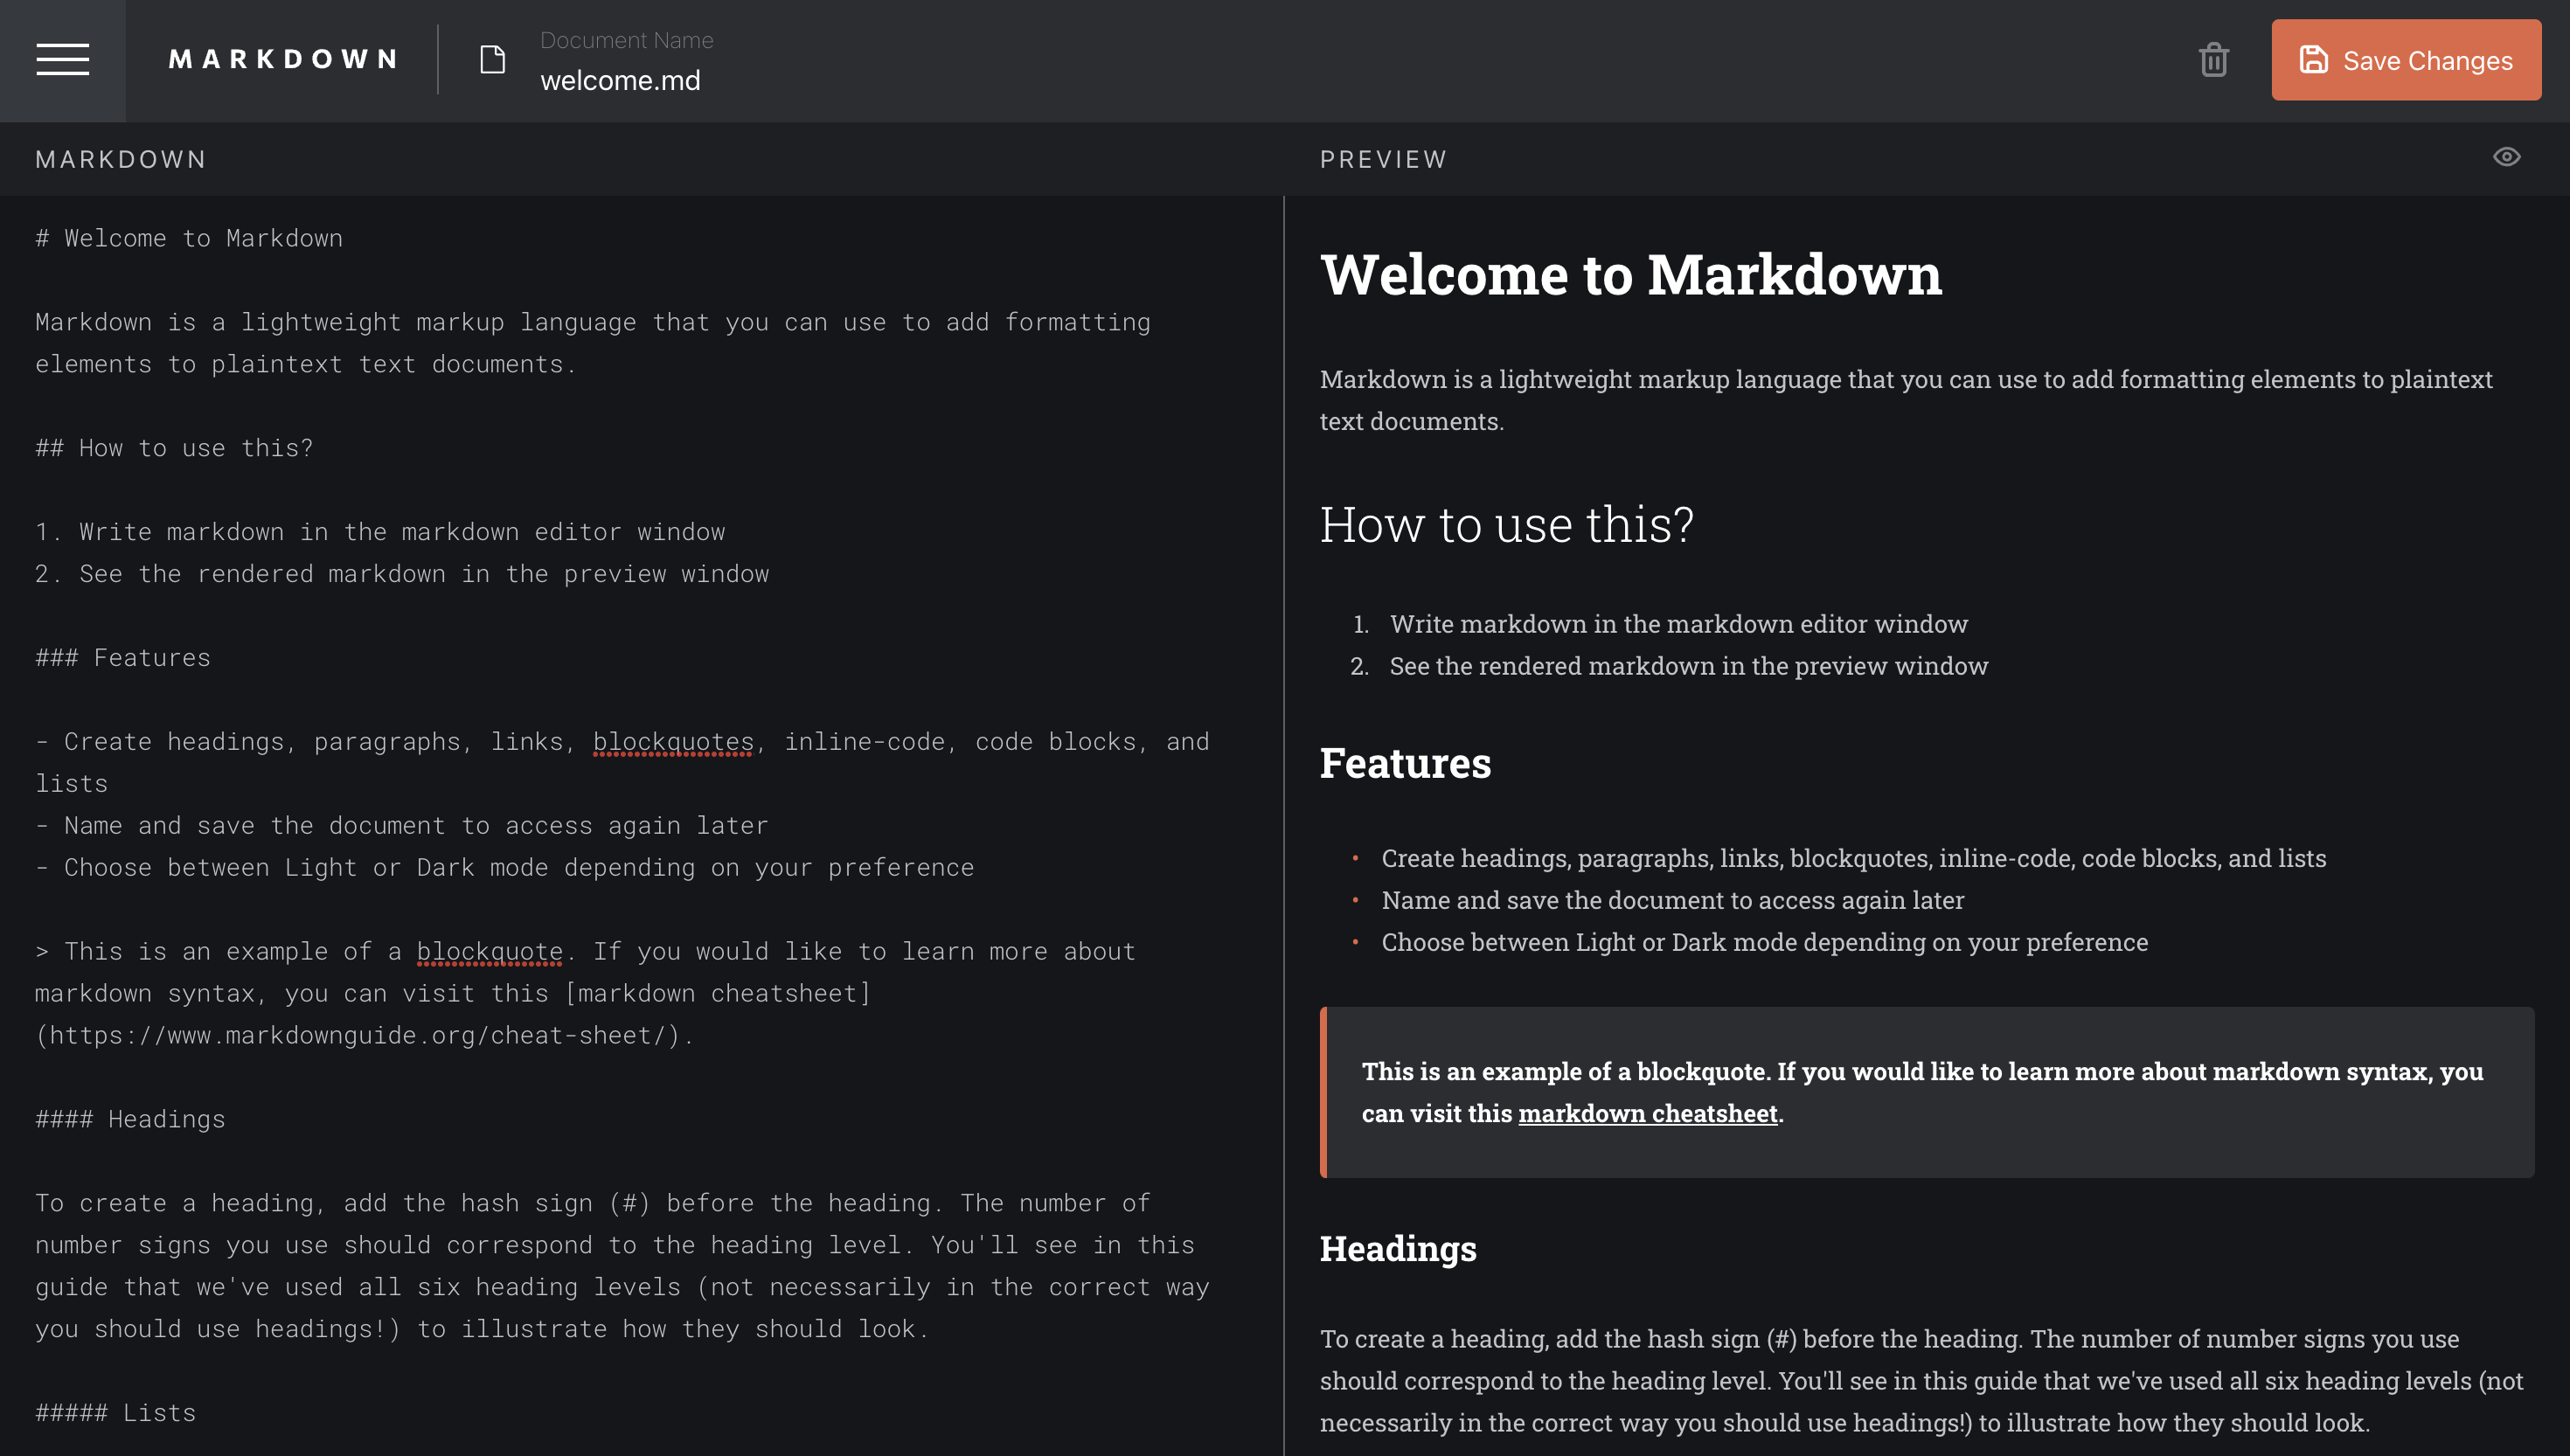 MARKDOWN
Document Name
welcome.md
Save Changes
MARKDOWN
# Welcome to Markdown
Markdown is a lightweight markup language that you can use to add formatting
elements to plaintext text documents.
## How to use this?
1. Write markdown in the markdown editor window
2. See the rendered markdown in the preview window
### Features
- Create headings, paragraphs, links, blockquotes, inline-code, code blocks, and
lists
- Name and save the document to access again later
- Choose between Light or Dark mode depending on your preference
> This is an example of a blockquote. If you would like to learn more about
markdown syntax, you can visit this [markdown cheatsheet]
(https://www.markdownguide.org/cheat-sheet/).
#### Headings
To create a heading, add the hash sign (#) before the heading. The number of
number signs you use should correspond to the heading level. You'll see in this
guide that we've used all six heading levels (not necessarily in the correct way
you should use headings!) to illustrate how they should look.
##### Lists
PREVIEW
Welcome to Markdown
Markdown is a lightweight markup language that you can use to add formatting elements to plaintext
text documents.
How to use this?
1. Write markdown in the markdown editor window
2. See the rendered markdown in the preview window
Features
• Create headings, paragraphs, links, blockquotes, inline-code, code blocks, and lists
• Name and save the document to access again later
• Choose between Light or Dark mode depending on your preference
This is an example of a blockquote. If you would like to learn more about markdown syntax, you
can visit this markdown cheatsheet.
Headings
To create a heading, add the hash sign (#) before the heading. The number of number signs you use
should correspond to the heading level. You'll see in this guide that we've used all six heading levels (not
necessarily in the correct way you should use headings!) to illustrate how they should look.